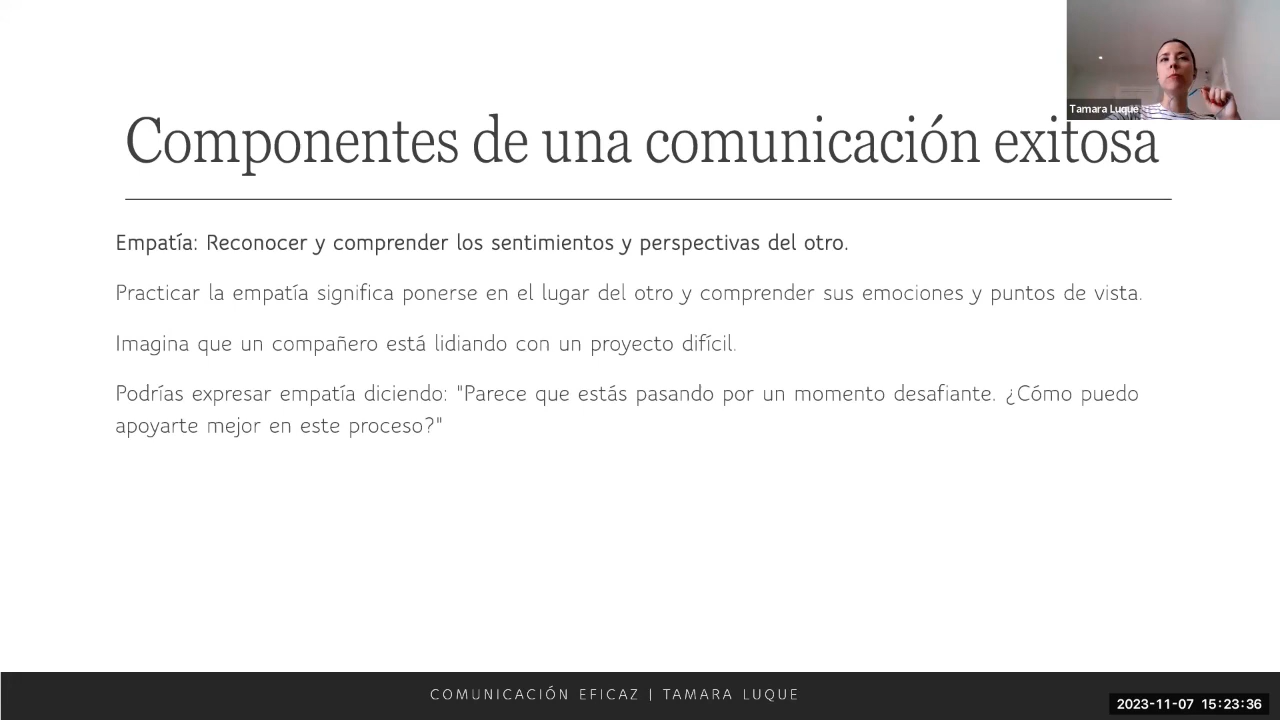 Tamara Luque
Componentes de una comunicación exitosa
Empatía: Reconocer y comprender los sentimientos y perspectivas del otro.
Practicar la empatía significa ponerse en el lugar del otro y comprender sus emociones y puntos de vista.
Imagina que un compañero está lidiando con un proyecto difícil.
Podrías expresar empatía diciendo: "Parece que estás pasando por un momento desafiante. ¿Cómo puedo
apoyarte mejor en este proceso?"
COMUNICACIÓN EFICAZ | TAMARA LUQUE
2023-11-07 15:23:36